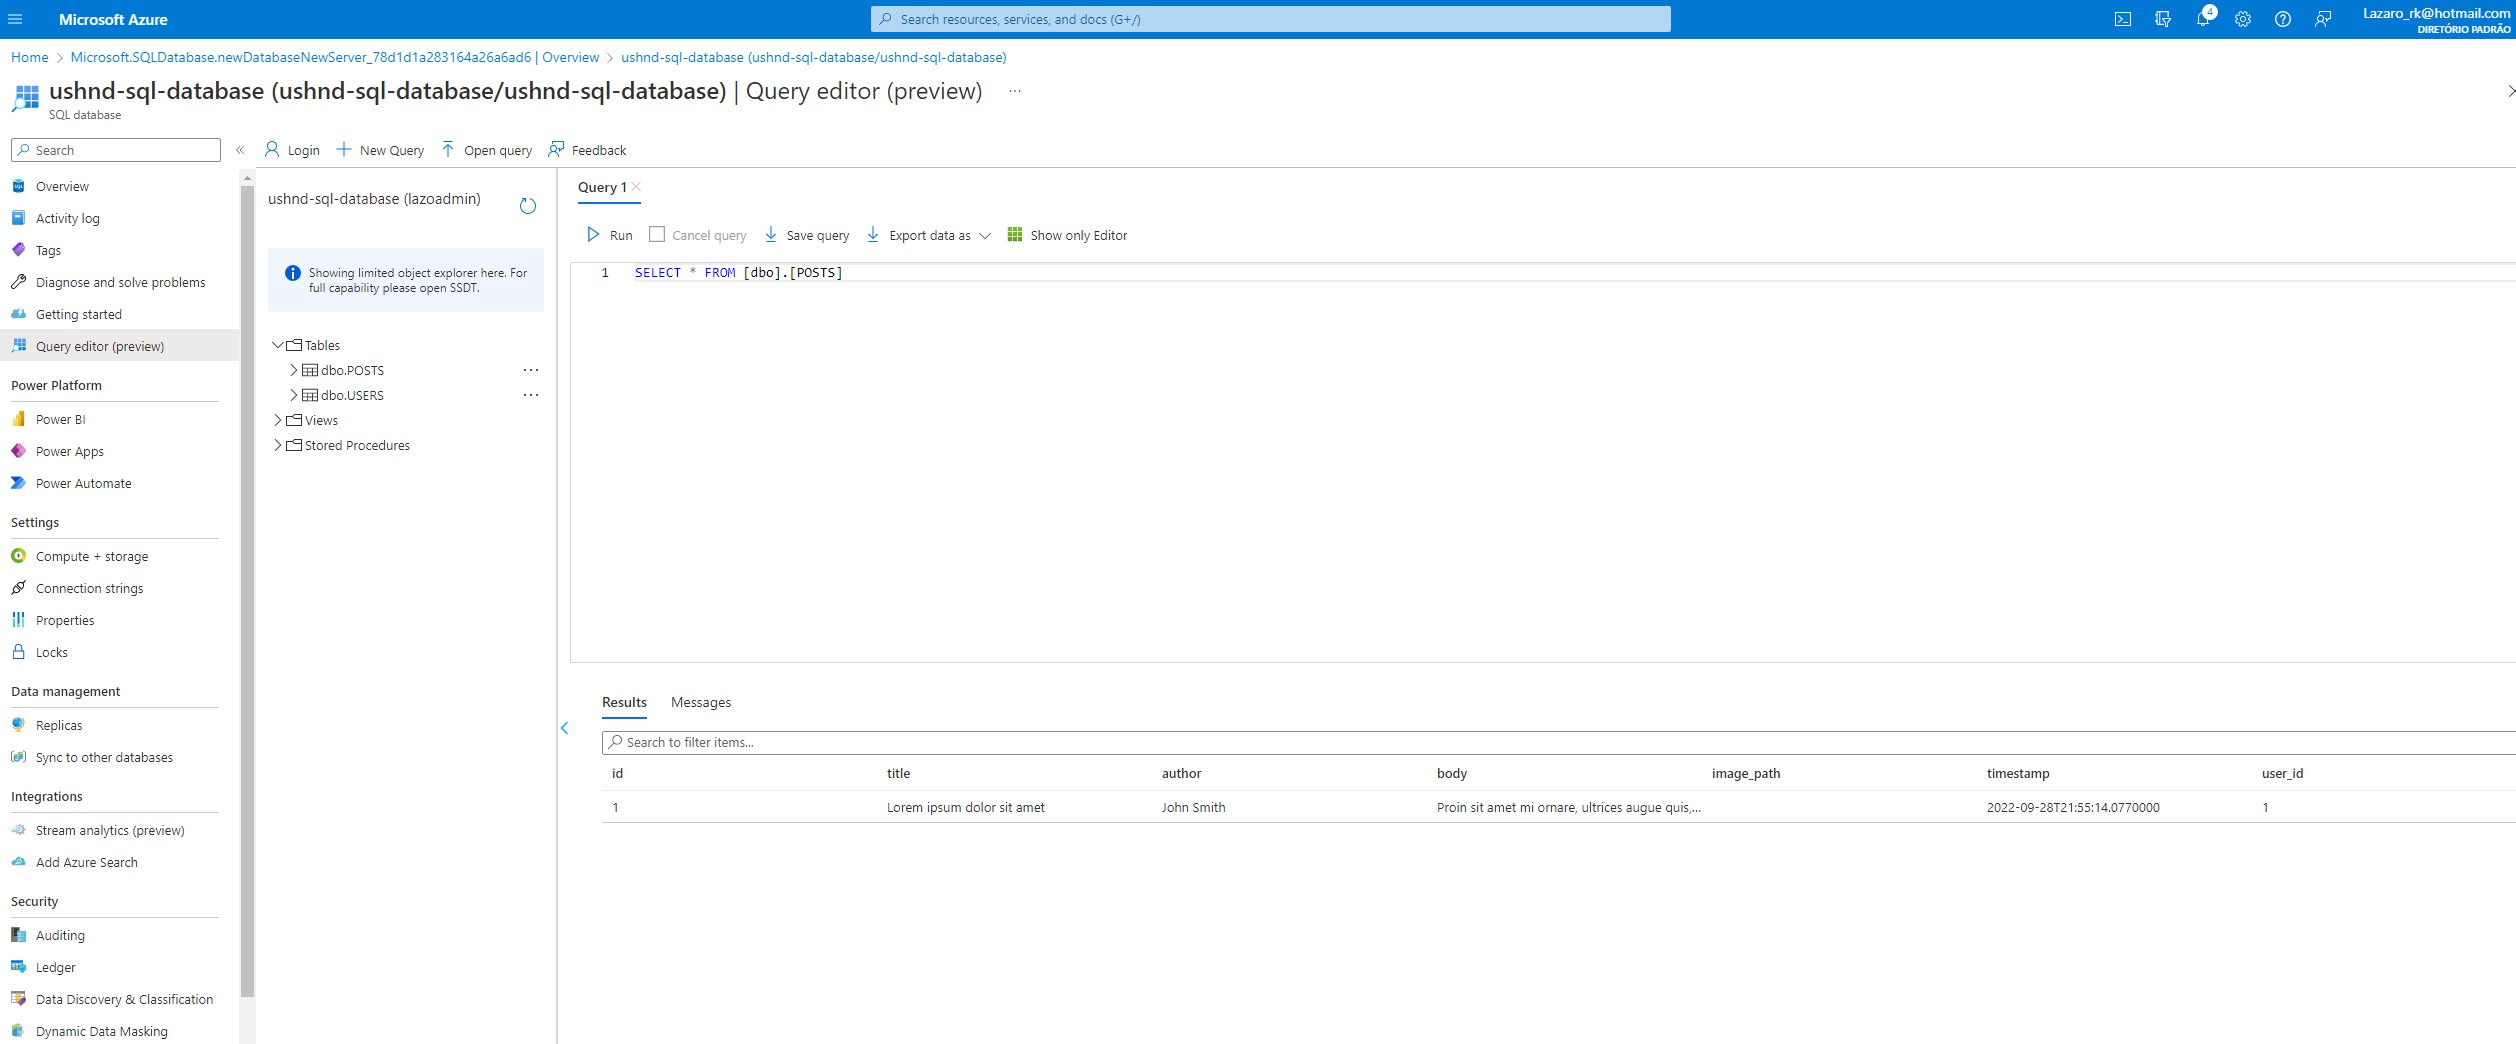 Microsoft Azure
Search resources, services, and docs (G+/)
4
Lazaro_rk@hotmail.com
DIRETÓRIO PADRÃO
Home > Microsoft.SQLDatabase.newDatabaseNewServer_78d1d1a283164a26a6ad6 | Overview > ushnd-sql-database (ushnd-sql-database/ushnd-sql-database)
ushnd-sql-database (ushnd-sql-database/ushnd-sql-database) | Query editor (preview) ...
SQL database
Search
Overview
Activity log
Tags
Diagnose and solve problems
Getting started
Query editor (preview)
Power Platform
Power BI
Power Apps
Power Automate
Settings
Compute + storage
Connection strings
Properties
Locks
Data management
Replicas
Sync to other databases
Integrations
Stream analytics (preview)
Add Azure Search
Security
Auditing
Ledger
Data Discovery & Classification
Dynamic Data Masking
Login New Query Open query Feedback
ushnd-sql-database (lazoadmin)
Showing limited object explorer here. For
full capability please open SSDT.
Tables
dbo.POSTS ...
dbo.USERS ...
Views
Stored Procedures
Query 1
Run Cancel query Save query Export data as Show only Editor
1 SELECT * FROM [dbo].[POSTS]
Results Messages
Search to filter items...
id title author body image_path timestamp user_id
1 Lorem ipsum dolor sit amet John Smith Proin sit amet mi ornare, ultrices augue quis,... 2022-09-28T21:55:14.0770000 1